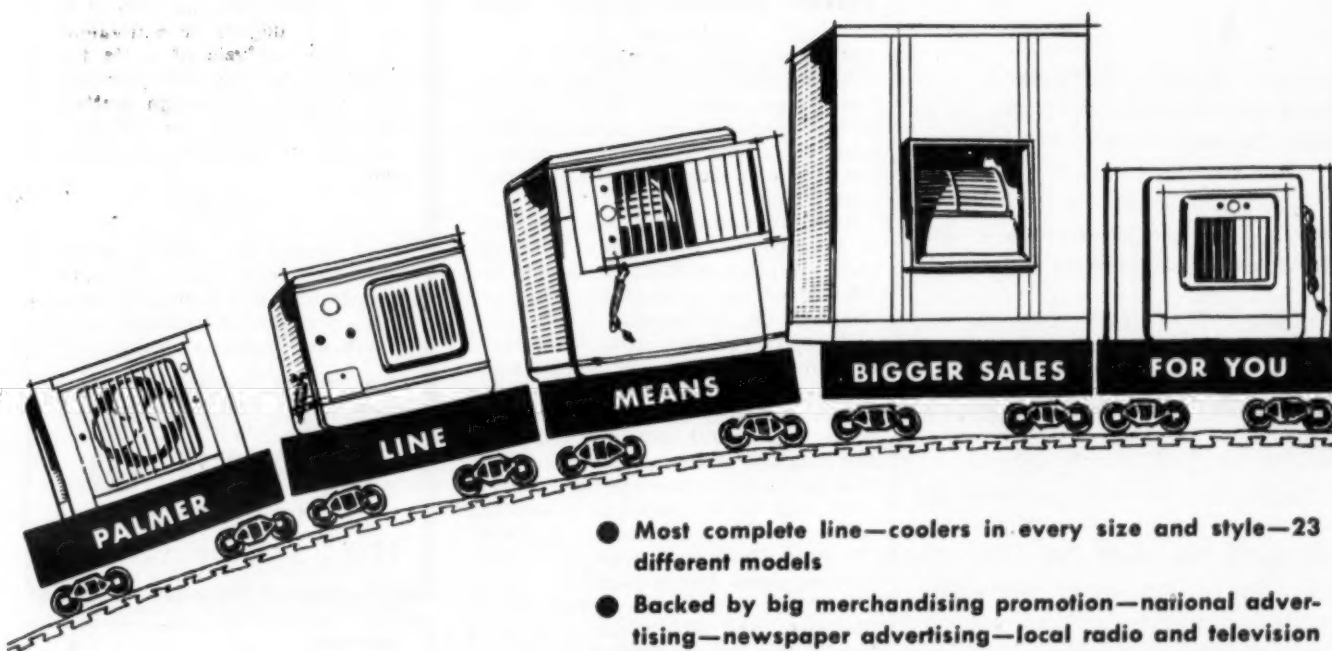 PALMER
LINE
MEANS
BIGGER SALES
FOR YOU
● Most complete line—coolers in every size and style—23
different models
● Backed by big merchandising promotion—national adver-
tising—newspaper advertising—local radio and television